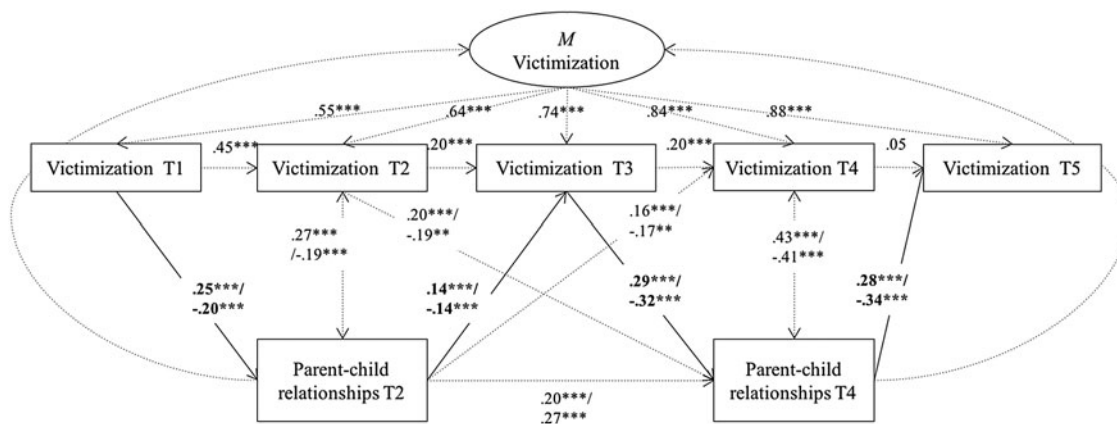 M
Victimization
.55***
.64***
.74***
.84***
.88***
Victimization T1
.45***
Victimization T2
.20***
Victimization T3
.20***
Victimization T4
.05
Victimization T5
.27***
/-.19***
.20***/
-.19**
.16***/
-.17**
.43***/
-.41***
.25***/
-.20***
.14***/
-.14***
.29***/
-.32***
.28***/
-.34***
Parent-child
relationships T2
Parent-child
relationships T4
.20***/
.27***